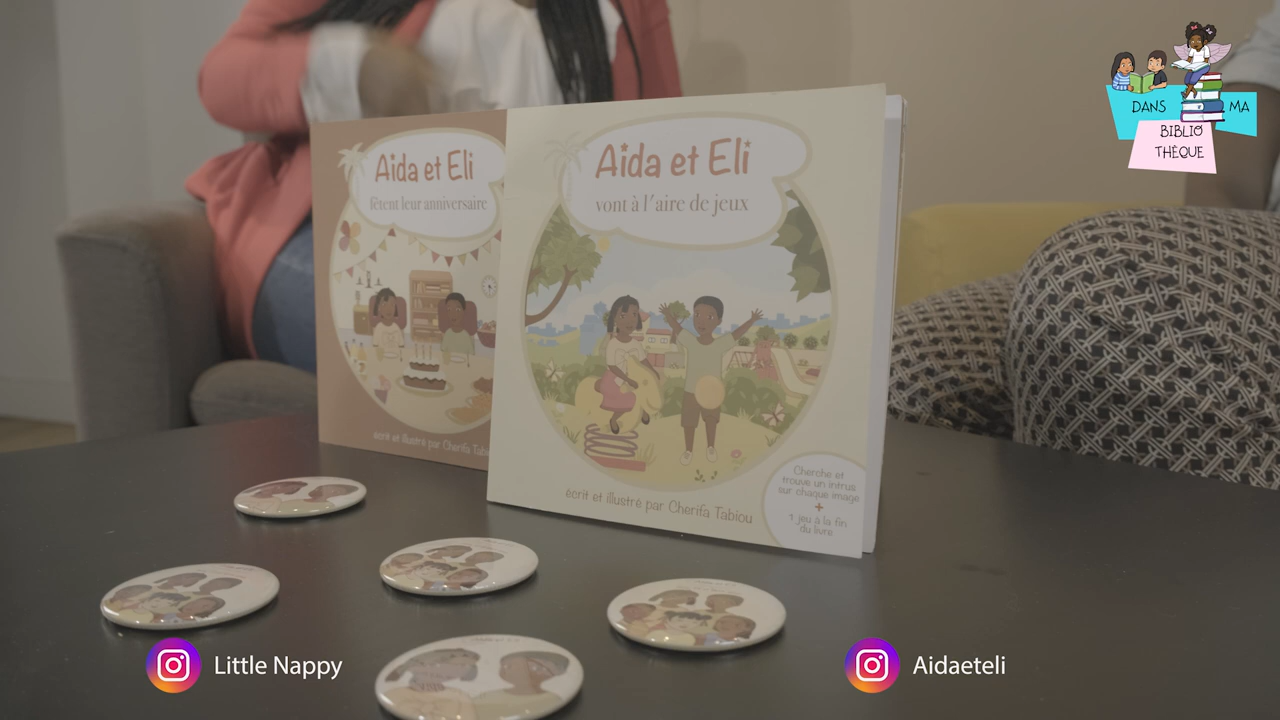 DANS MA
BIBLIO
THÈQUE
Aida et Eli
fêtent leur anniversaire
écrit et illustré par Cherifa
Aida et Eli
vont à l'aire de jeux
écrit et illustré par Cherifa Tabiou
Cherche et
trouve un intrus
sur chaque image
+
1 jeu à la fin
du livre
Little Nappy
Aidaeteli